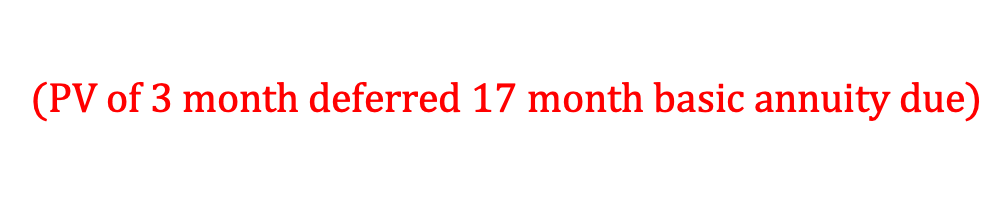 (PV of 3 month deferred 17 month basic annuity due)